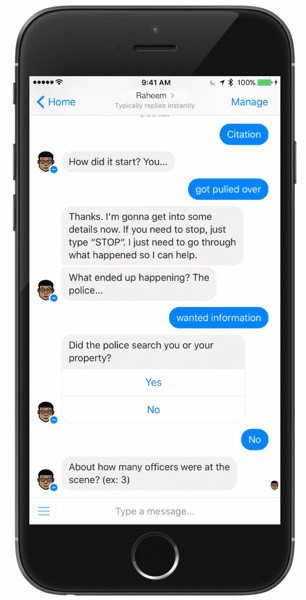 9:41 AM
100%
Home
Raheem >
Manage
Typically replies instantly
Citation
How did it start? You...
got pulled over
Thanks. I'm gonna get into some
details now. If you need to stop, just
type “STOP”. I just need to go through
what happened so I can help.
What ended up happening? The
police...
wanted information
Did the police search you or your
property?
Yes
No
No
About how many officers were at the
scene? (ex: 3)
Type a message...